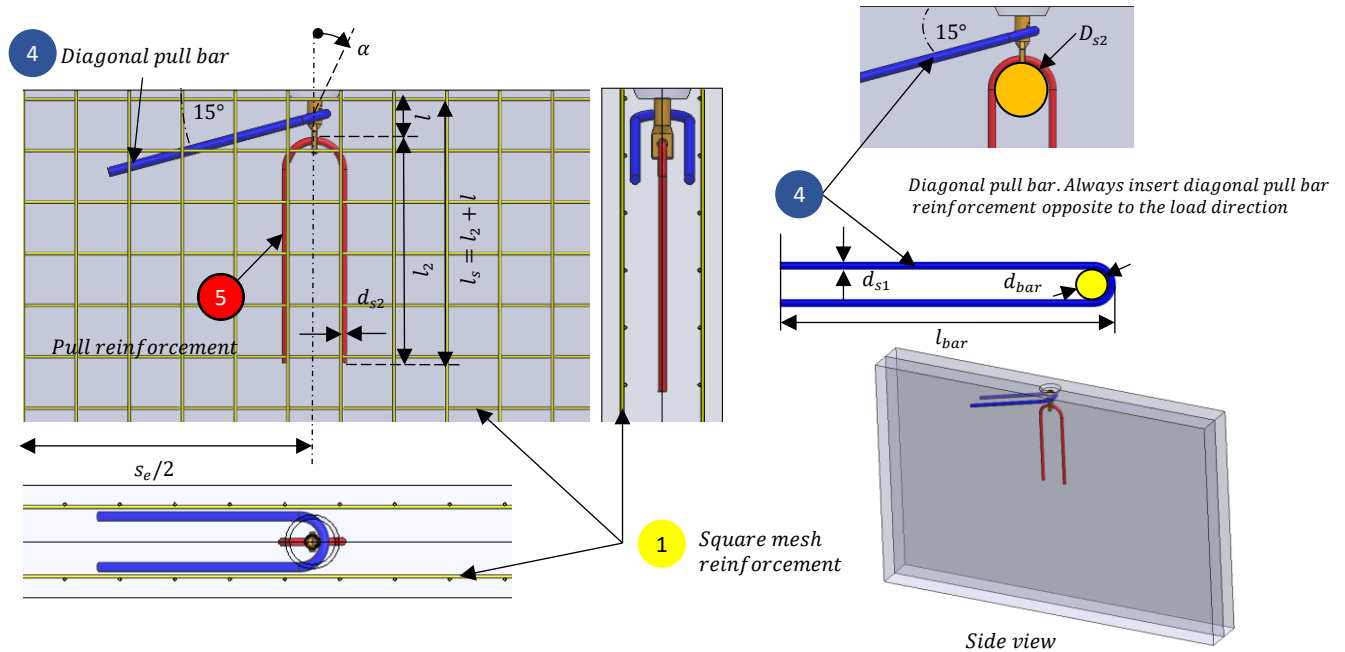 4
Diagonal pull bar
α
15°
l
l₂
lₛ = l₂ + l
dₛ₂
5
Pull reinforcement
sₑ/2
1
Square mesh
reinforcement
15°
Dₛ₂
4
Diagonal pull bar. Always insert diagonal pull bar
reinforcement opposite to the load direction
dₛ₁
d_bar
l_bar
Side view